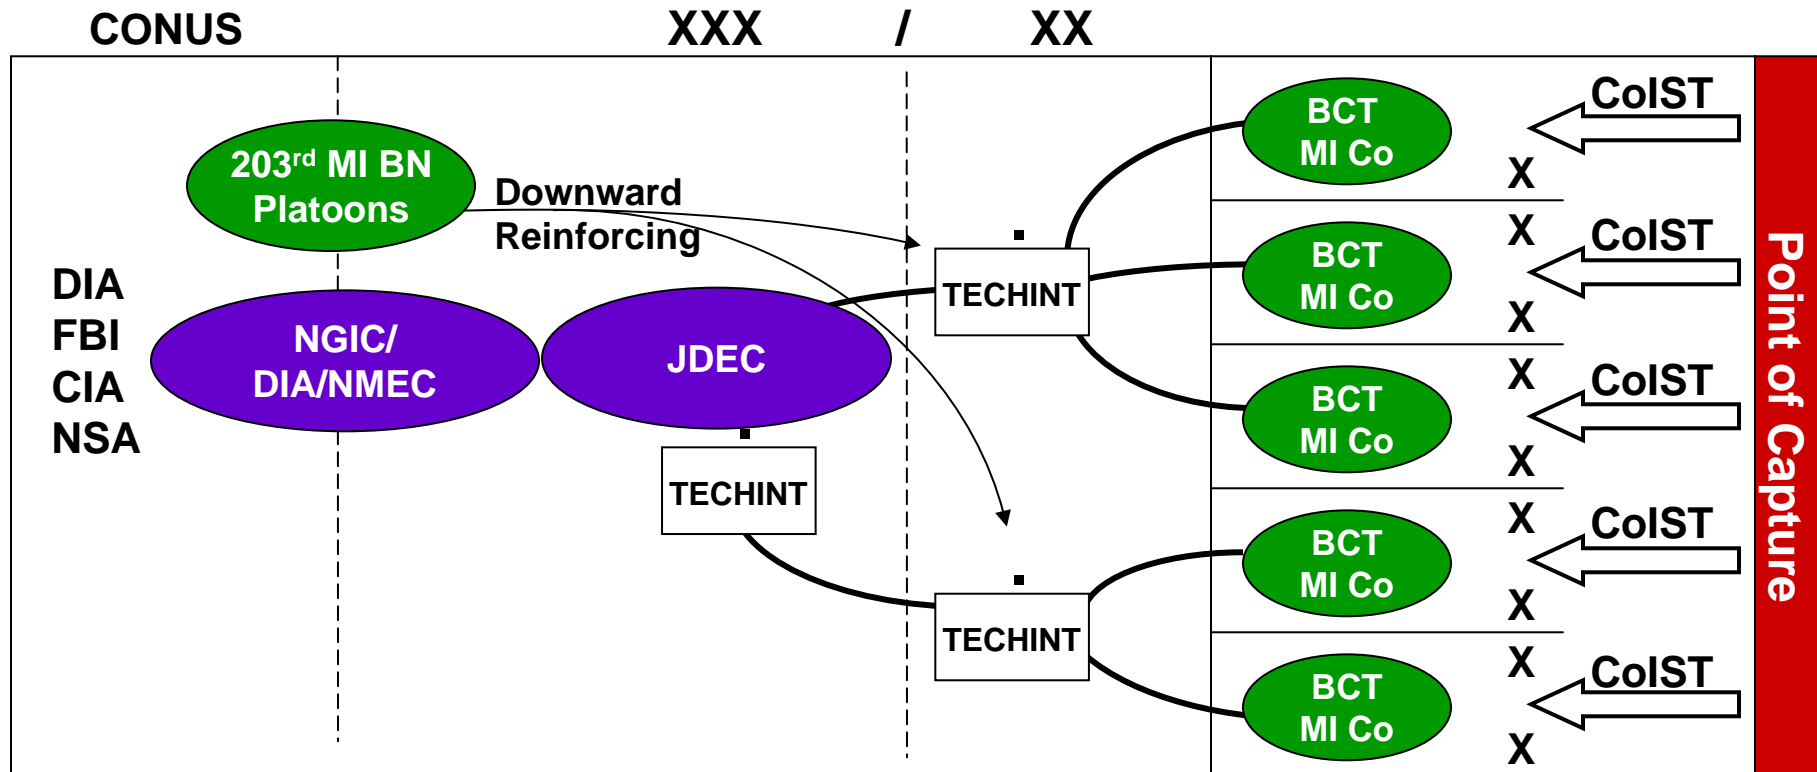 CONUS XXX / XX
203rd MI BN
Platoons
Downward
Reinforcing
DIA
FBI
CIA
NSA
NGIC/
DIA/NMEC
JDEC
TECHINT
TECHINT
TECHINT
BCT
MI Co
X
CoIST
X
BCT
MI Co
X
CoIST
X
BCT
MI Co
X
CoIST
X
BCT
MI Co
X
CoIST
X
BCT
MI Co
X
CoIST
Point of Capture